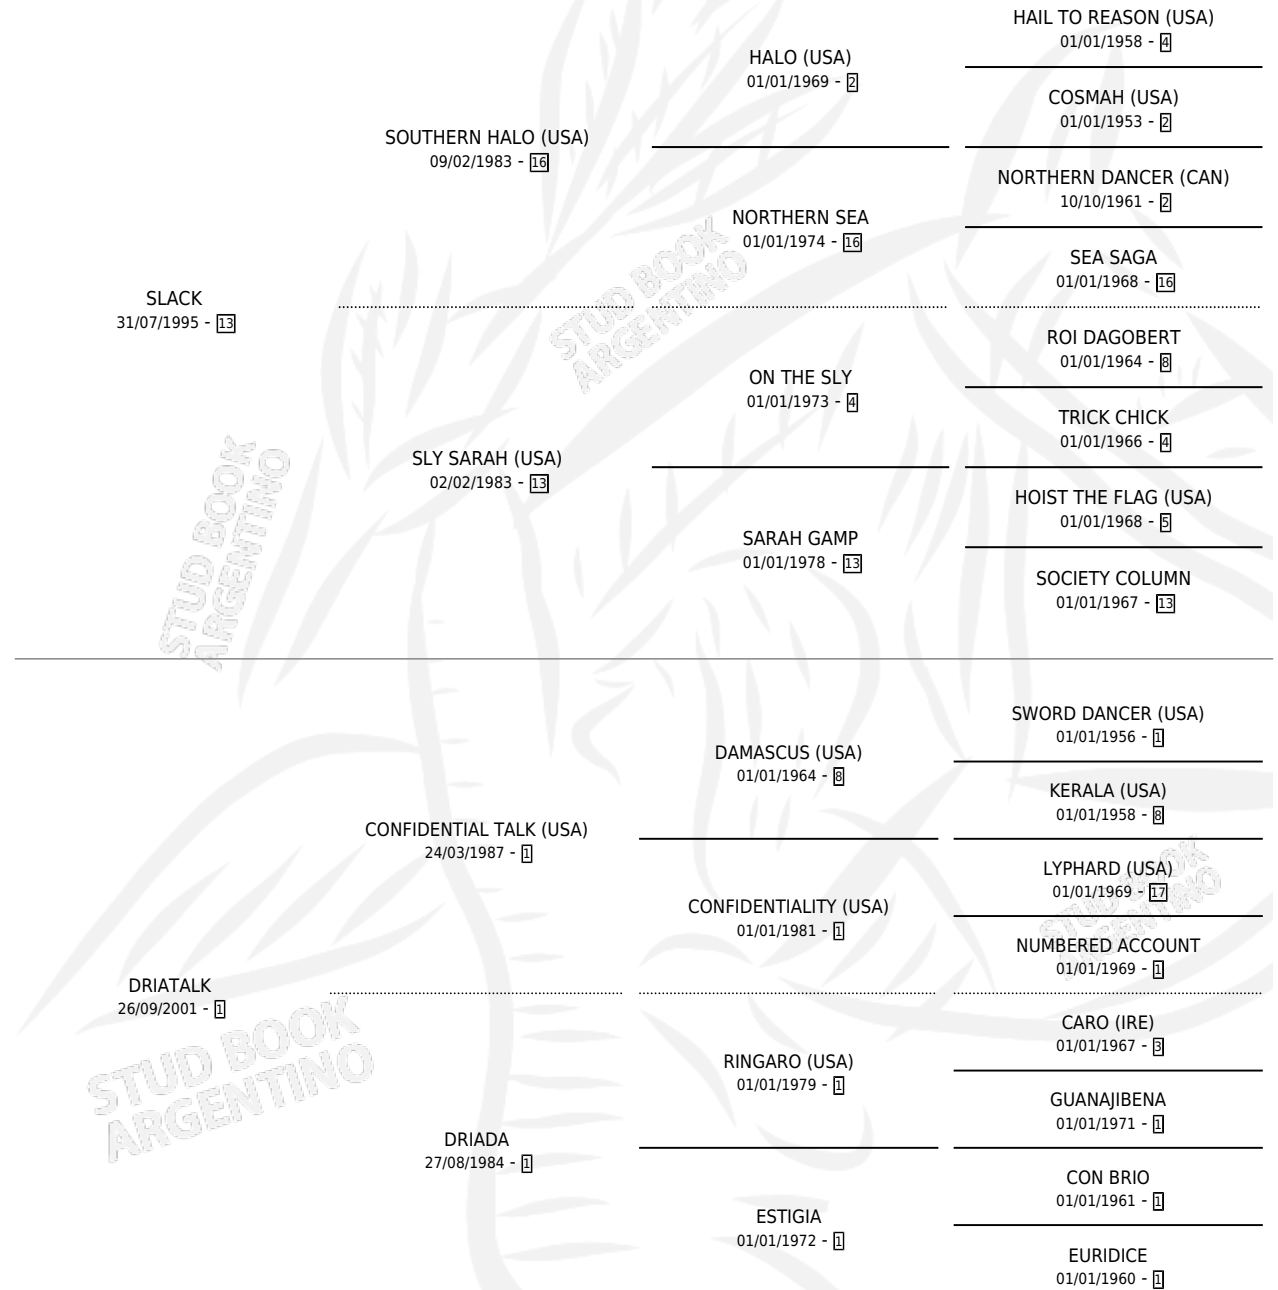 HAIL TO REASON (USA)
01/01/1958 - 4
HALO (USA)
01/01/1969 - 2
COSMAH (USA)
01/01/1953 - 2
SOUTHERN HALO (USA)
09/02/1983 - 16
NORTHERN DANCER (CAN)
10/10/1961 - 2
NORTHERN SEA
01/01/1974 - 16
SEA SAGA
01/01/1968 - 16
SLACK
31/07/1995 - 13
STUD BOOK
ARGENTINO
ROI DAGOBERT
01/01/1964 - 8
ON THE SLY
01/01/1973 - 4
TRICK CHICK
01/01/1966 - 4
SLY SARAH (USA)
02/02/1983 - 13
HOIST THE FLAG (USA)
01/01/1968 - 5
SARAH GAMP
01/01/1978 - 13
SOCIETY COLUMN
01/01/1967 - 13
STUD BOOK
ARGENTINO
SWORD DANCER (USA)
01/01/1956 - 1
DAMASCUS (USA)
01/01/1964 - 8
KERALA (USA)
01/01/1958 - 8
CONFIDENTIAL TALK (USA)
24/03/1987 - 1
LYPHARD (USA)
01/01/1969 - 17
CONFIDENTIALITY (USA)
01/01/1981 - 1
NUMBERED ACCOUNT
01/01/1969 - 1
STUD BOOK
ARGENTINO
DRIATALK
26/09/2001 - 1
CARO (IRE)
01/01/1967 - 3
RINGARO (USA)
01/01/1979 - 1
GUANAJIBENA
01/01/1971 - 1
STUD BOOK
ARGENTINO
DRIADA
27/08/1984 - 1
CON BRIO
01/01/1961 - 1
ESTIGIA
01/01/1972 - 1
EURIDICE
01/01/1960 - 1